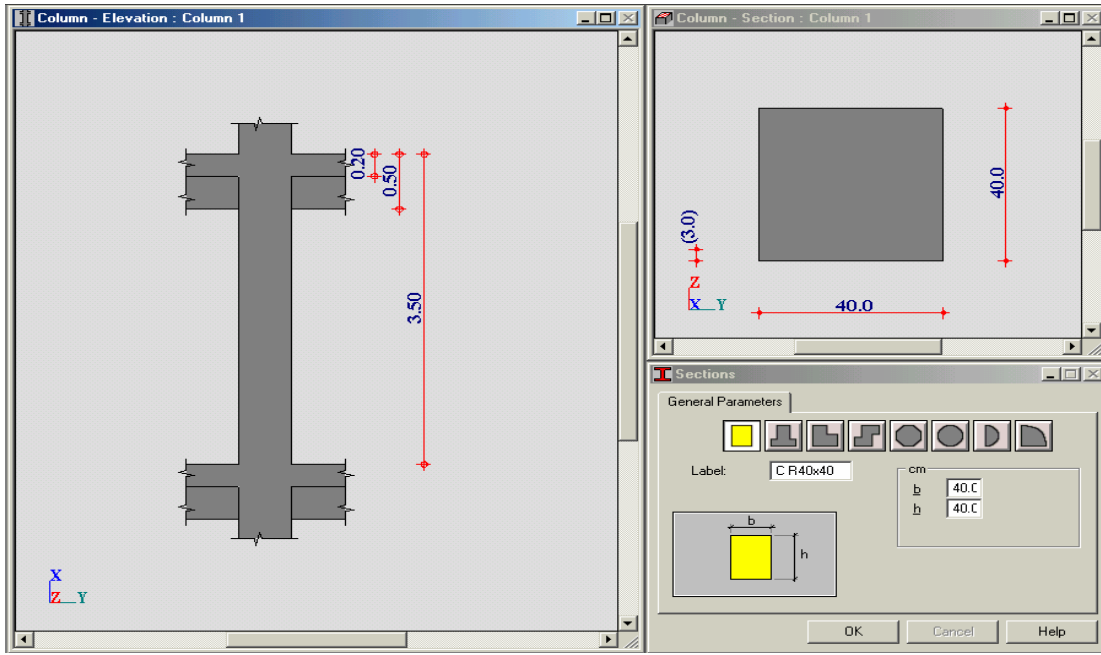 Column - Elevation : Column 1
0.20
0.50
3.50
X
Z Y
Column - Section : Column 1
40.0
(3.0)
Z
X Y
40.0
Sections
General Parameters
Label: C R40x40
cm
b 40.0
h 40.0
b
h
OK Cancel Help